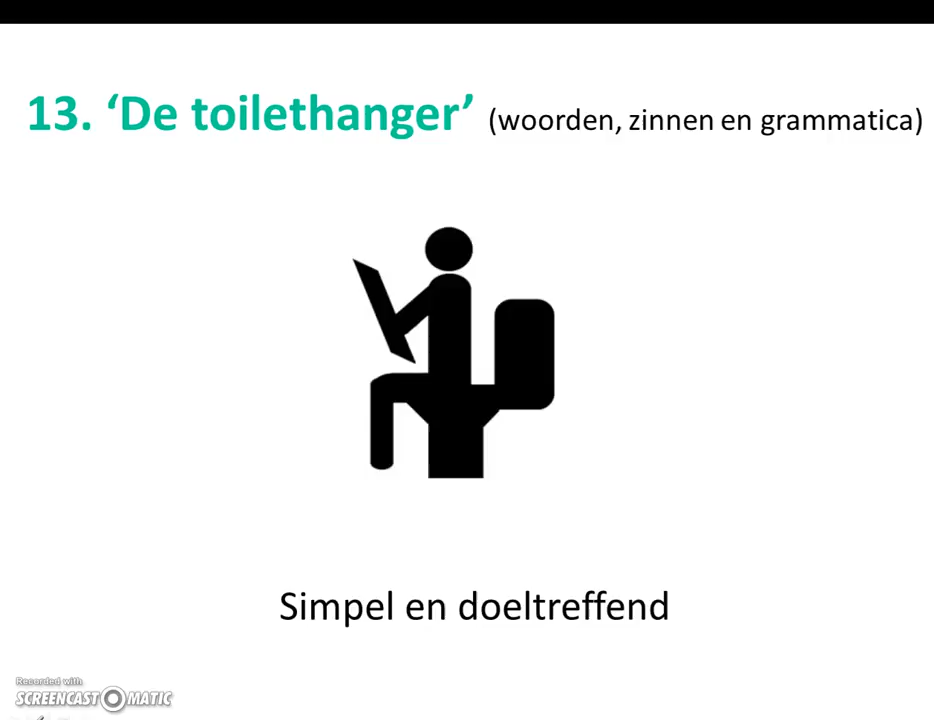 13. ‘De toilethanger’ (woorden, zinnen en grammatica)
Simpel en doeltreffend
Recorded with
SCREENCAST MATIC